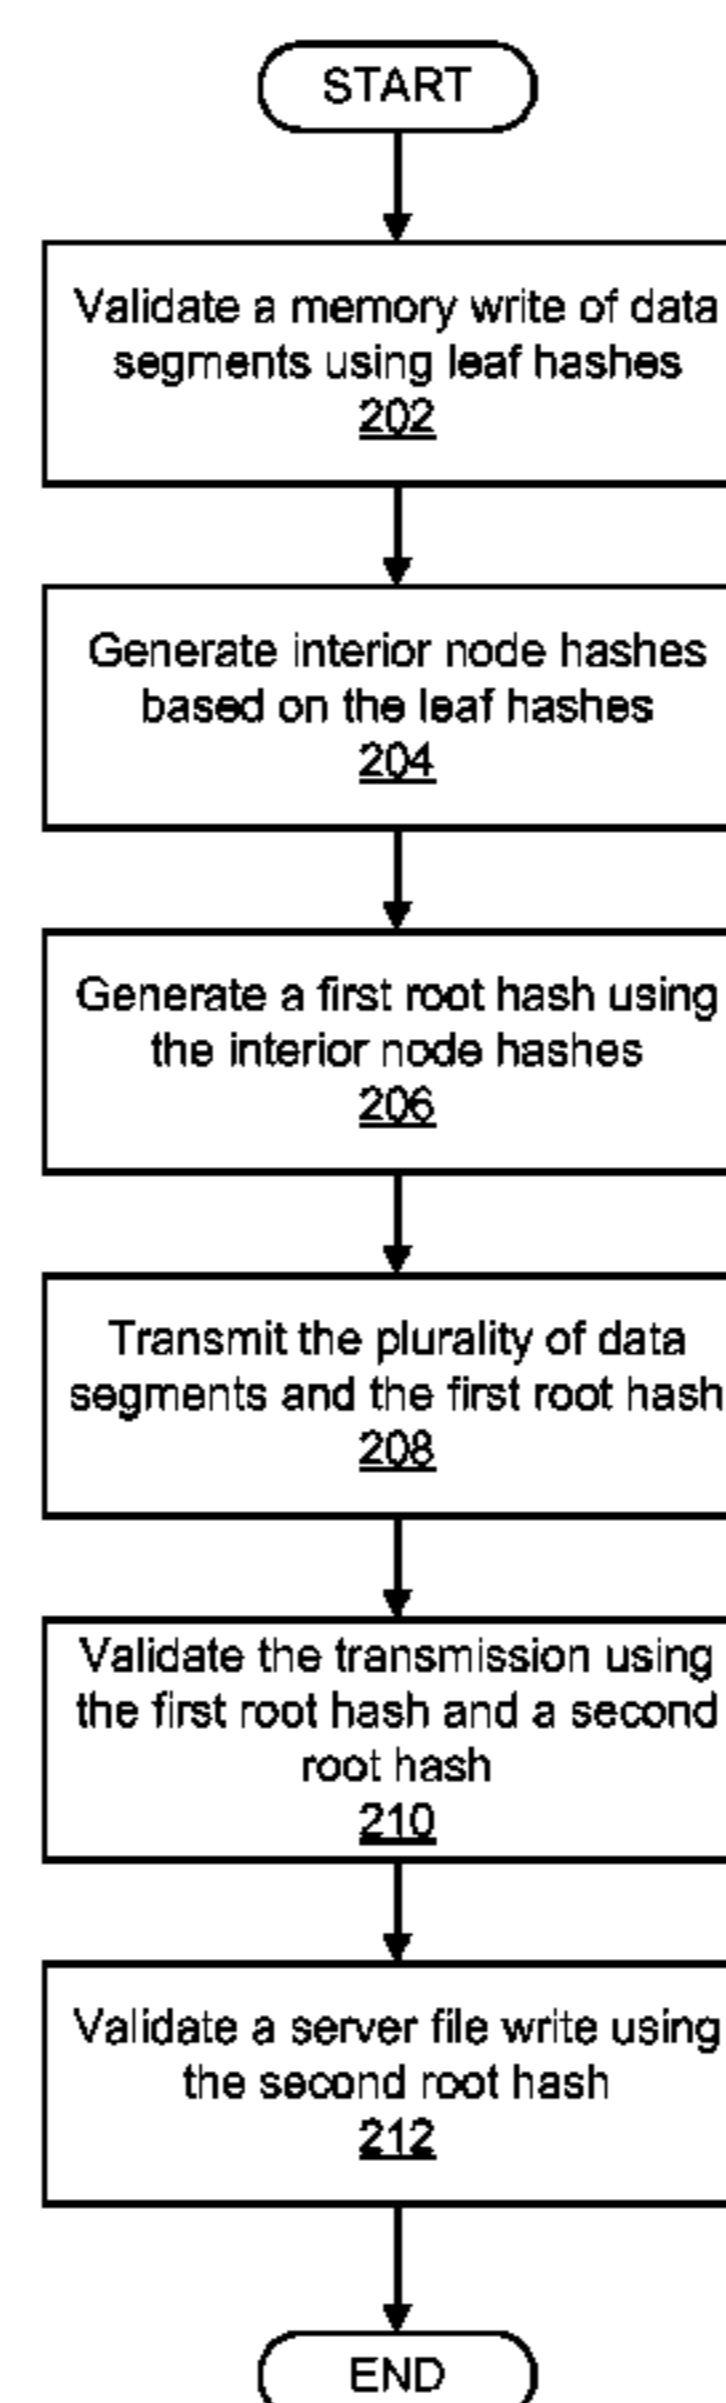 START
Validate a memory write of data
segments using leaf hashes
202
Generate interior node hashes
based on the leaf hashes
204
Generate a first root hash using
the interior node hashes
206
Transmit the plurality of data
segments and the first root hash
208
Validate the transmission using
the first root hash and a second
root hash
210
Validate a server file write using
the second root hash
212
END